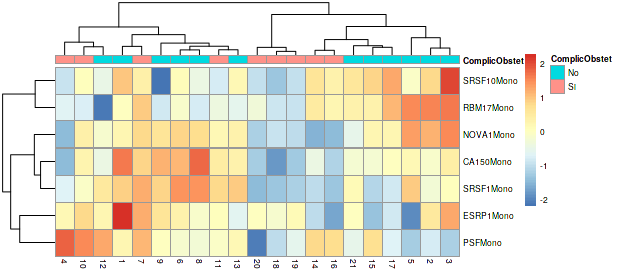 ComplicObstet
SRSF10Mono
RBM17Mono
NOVA1Mono
CA150Mono
SRSF1Mono
ESRP1Mono
PSFMono
4 10 12 1 7 9 6 8 11 13 20 18 19 14 16 21 15 17 5 2 3
2
1
0
-1
-2
ComplicObstet
No
SI